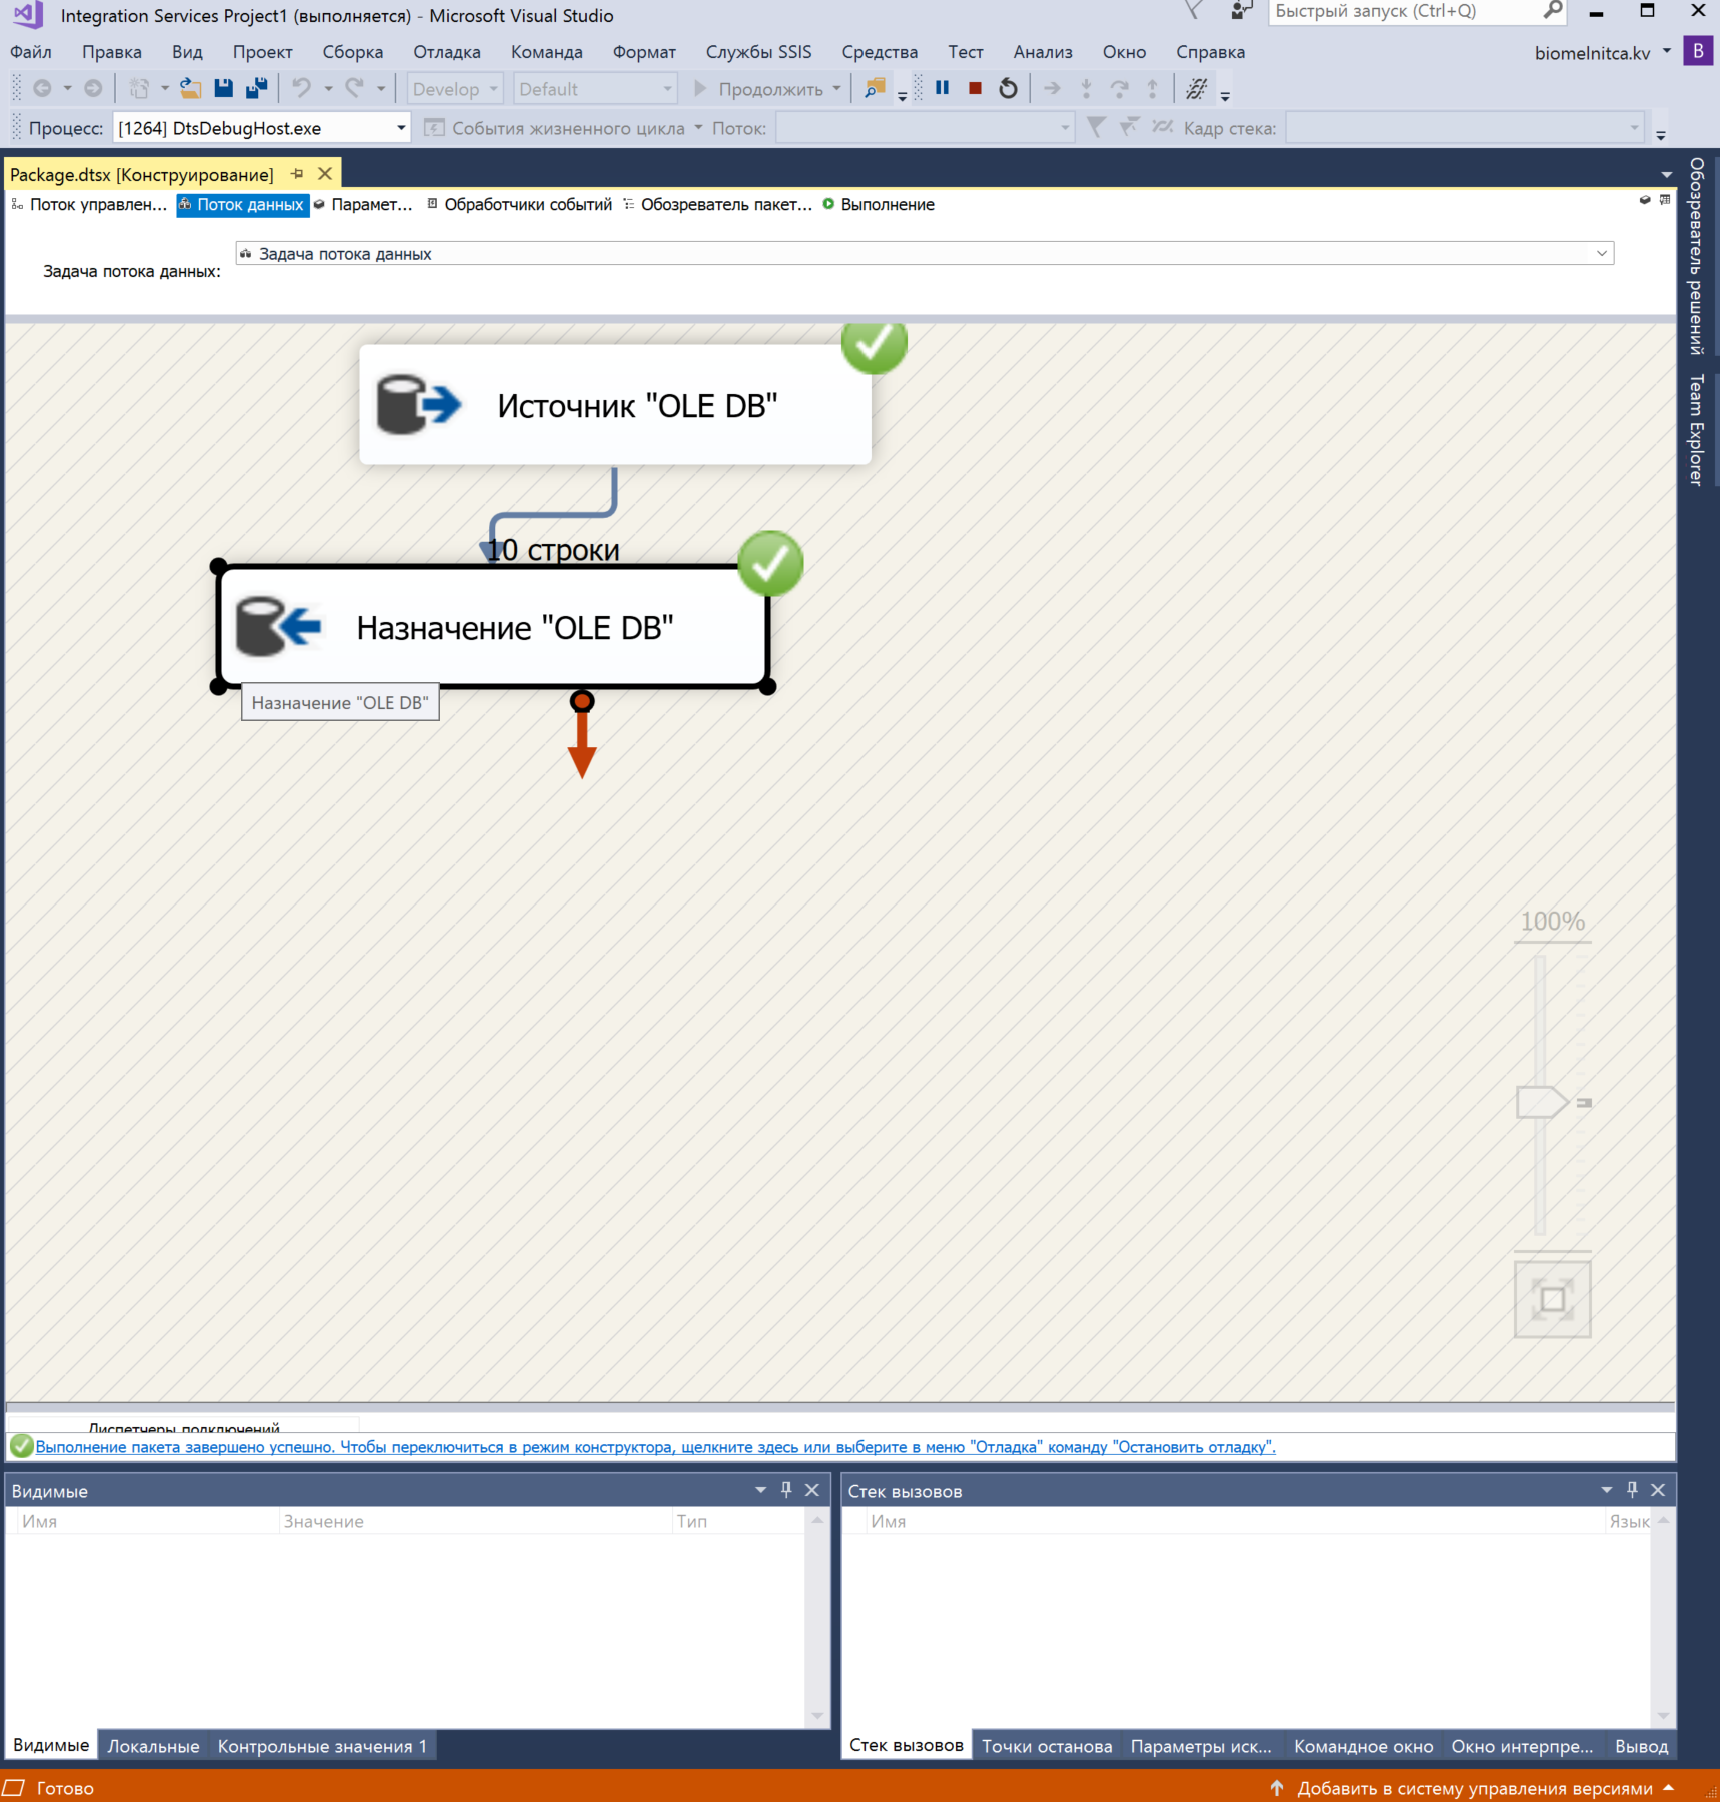 Integration Services Project1 (выполняется) - Microsoft Visual Studio
Быстрый запуск (Ctrl+Q)
Файл Правка Вид Проект Сборка Отладка Команда Формат Службы SSIS Средства Тест Анализ Окно Справка biomelnitca.kv B
Develop Default Продолжить
Процесс: [1264] DtsDebugHost.exe События жизненного цикла Поток: Кадр стека:
Package.dtsx [Конструирование]
Поток управлен... Поток данных Парамет... Обработчики событий Обозреватель пакет... Выполнение
Задача потока данных
Задача потока данных:
Обозреватель решений
Team Explorer
Источник "OLE DB"
10 строки
Назначение "OLE DB"
Назначение "OLE DB"
100%
Диспетчеры подключений
Выполнение пакета завершено успешно. Чтобы переключиться в режим конструктора, щелкните здесь или выберите в меню "Отладка" команду "Остановить отладку".
Видимые
Имя Значение Тип
Видимые Локальные Контрольные значения 1
Стек вызовов
Имя Язык
Стек вызовов Точки останова Параметры иск... Командное окно Окно интерпре... Вывод
Готово Добавить в систему управления версиями